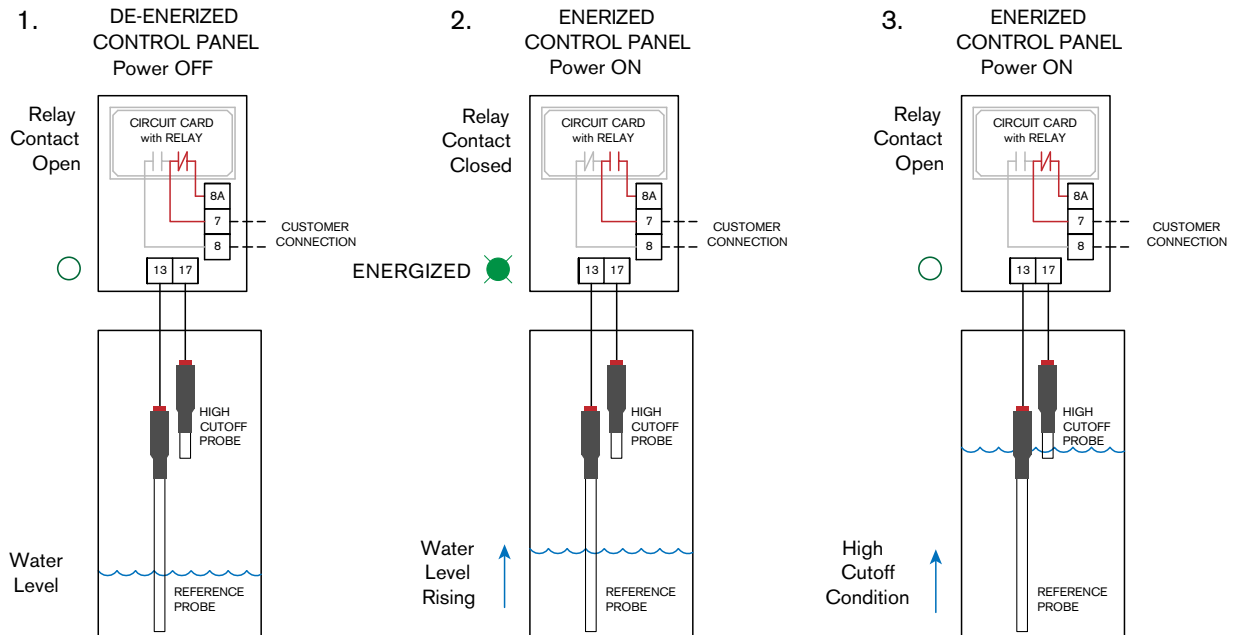 1.
DE-ENERIZED
CONTROL PANEL
Power OFF
Relay
Contact
Open
CIRCUIT CARD
with RELAY
8A
7
8
CUSTOMER
CONNECTION
13
17
HIGH
CUTOFF
PROBE
Water
Level
REFERENCE
PROBE
2.
ENERIZED
CONTROL PANEL
Power ON
Relay
Contact
Closed
CIRCUIT CARD
with RELAY
8A
7
8
CUSTOMER
CONNECTION
ENERGIZED
13
17
HIGH
CUTOFF
PROBE
Water
Level
Rising
REFERENCE
PROBE
3.
ENERIZED
CONTROL PANEL
Power ON
Relay
Contact
Open
CIRCUIT CARD
with RELAY
8A
7
8
CUSTOMER
CONNECTION
13
17
HIGH
CUTOFF
PROBE
High
Cutoff
Condition
REFERENCE
PROBE